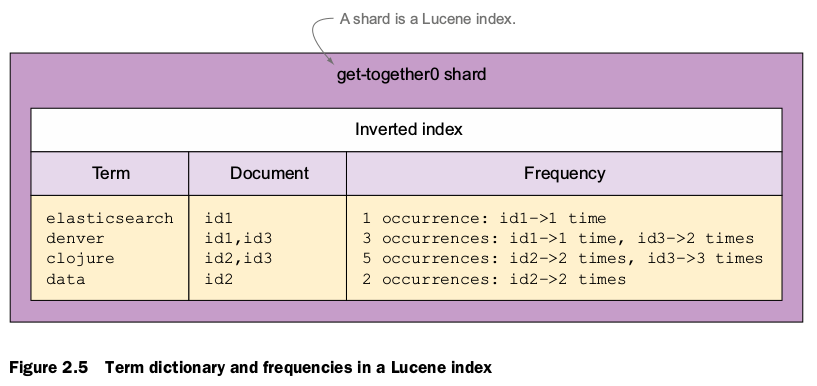 A shard is a Lucene index.
get-together0 shard
Inverted index
Term Document Frequency
elasticsearch id1 1 occurrence: id1->1 time
denver id1,id3 3 occurrences: id1->1 time, id3->2 times
clojure id2,id3 5 occurrences: id2->2 times, id3->3 times
data id2 2 occurrences: id2->2 times
Figure 2.5 Term dictionary and frequencies in a Lucene index